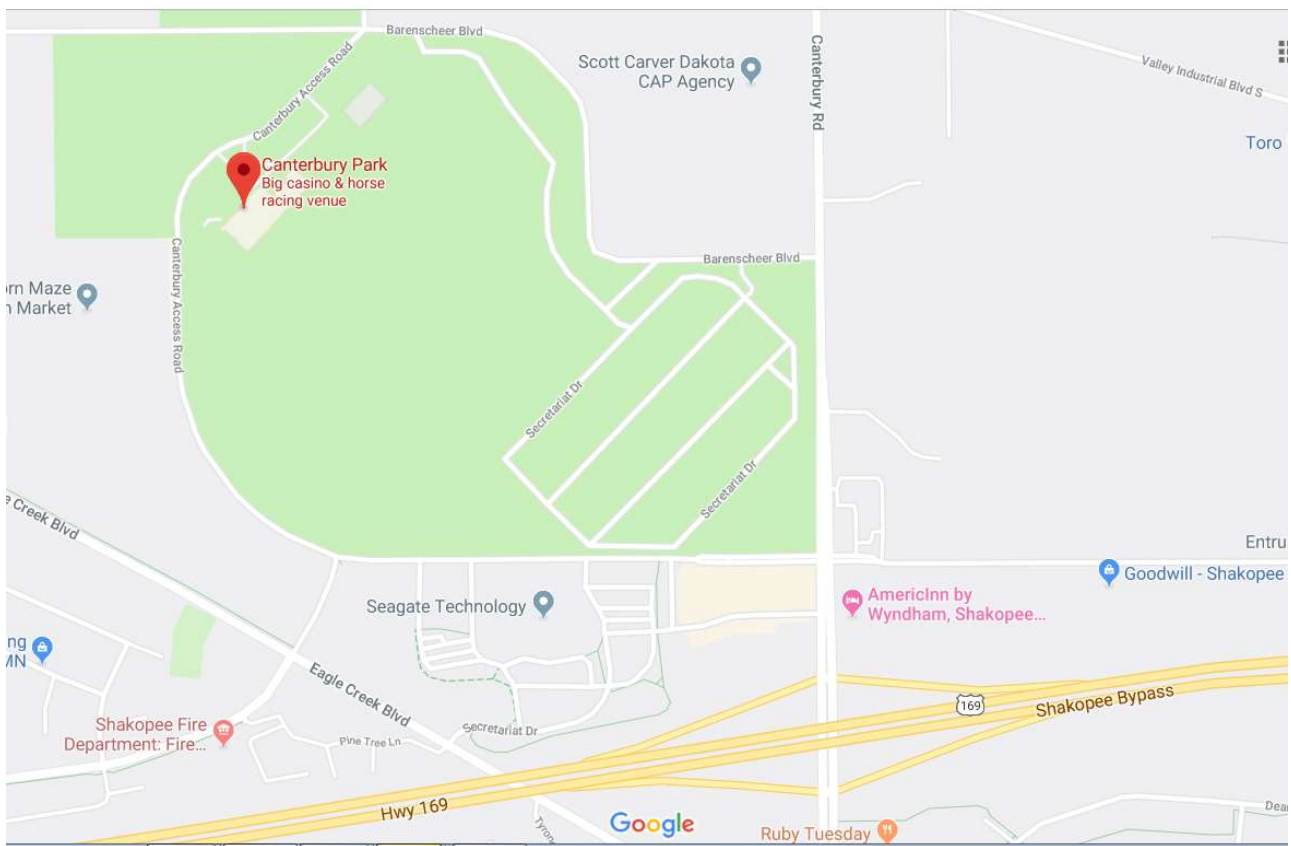 Barenscheer Blvd
Scott Carver Dakota
CAP Agency
Canterbury Rd
Valley Industrial Blvd S
Toro
Canterbury Access Road
Canterbury Park
Big casino & horse
racing venue
Canterbury Access Road
Barenscheer Blvd
rn Maze
n Market
Secretariat Dr
Secretariat Dr
e Creek Blvd
Entru
Goodwill - Shakopee
Seagate Technology
AmericInn by
Wyndham, Shakopee...
ng
MN
Eagle Creek Blvd
169
Shakopee Bypass
Shakopee Fire
Department: Fire...
Pine Tree Ln
Secretariat Dr
Hwy 169
Tyrone
Google
Ruby Tuesday
Dea